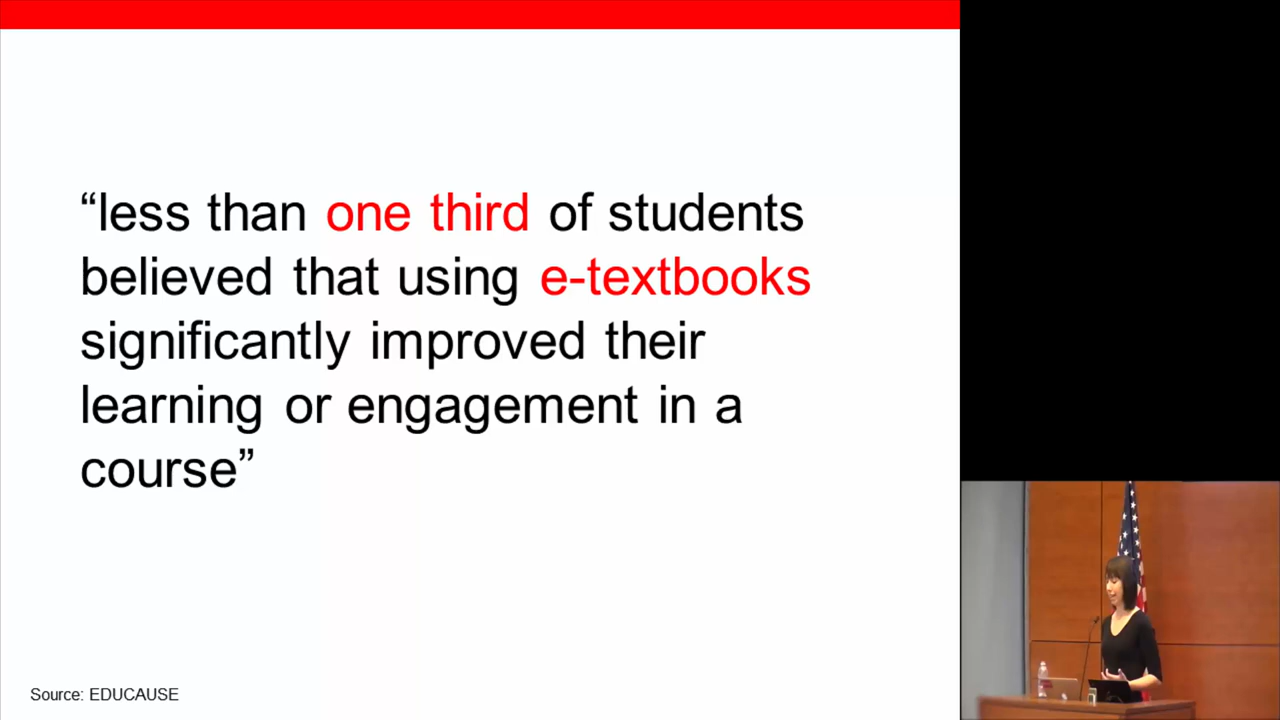 “less than one third of students
believed that using e-textbooks
significantly improved their
learning or engagement in a
course”
Source: EDUCAUSE